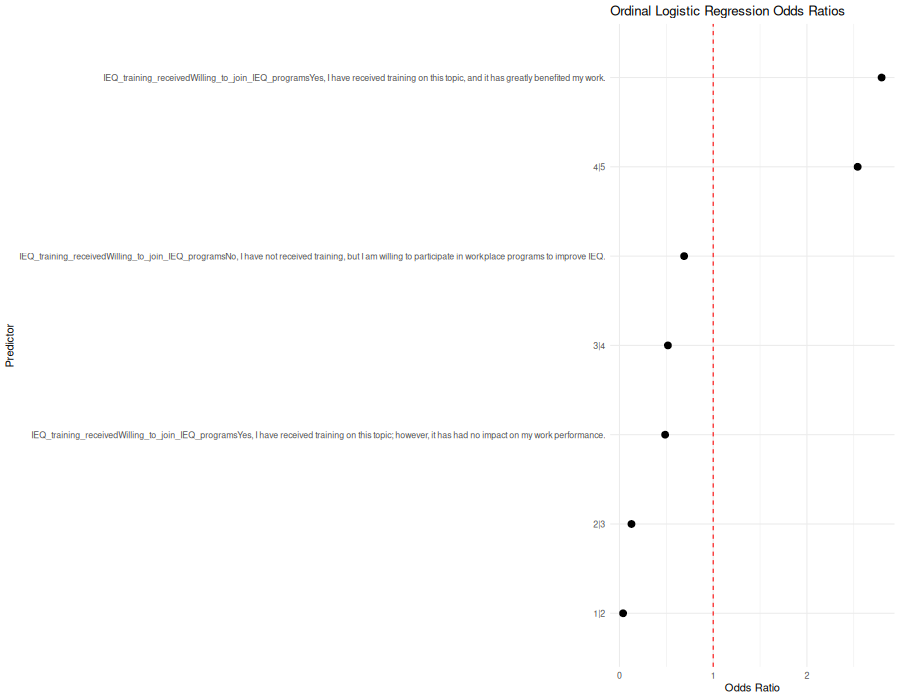 Ordinal Logistic Regression Odds Ratios
IEQ_training_receivedWilling_to_join_IEQ_programsYes, I have received training on this topic, and it has greatly benefited my work.
4|5
IEQ_training_receivedWilling_to_join_IEQ_programsNo, I have not received training, but I am willing to participate in workplace programs to improve IEQ.
3|4
Predictor
IEQ_training_receivedWilling_to_join_IEQ_programsYes, I have received training on this topic; however, it has had no impact on my work performance.
2|3
1|2
0 1 2
Odds Ratio